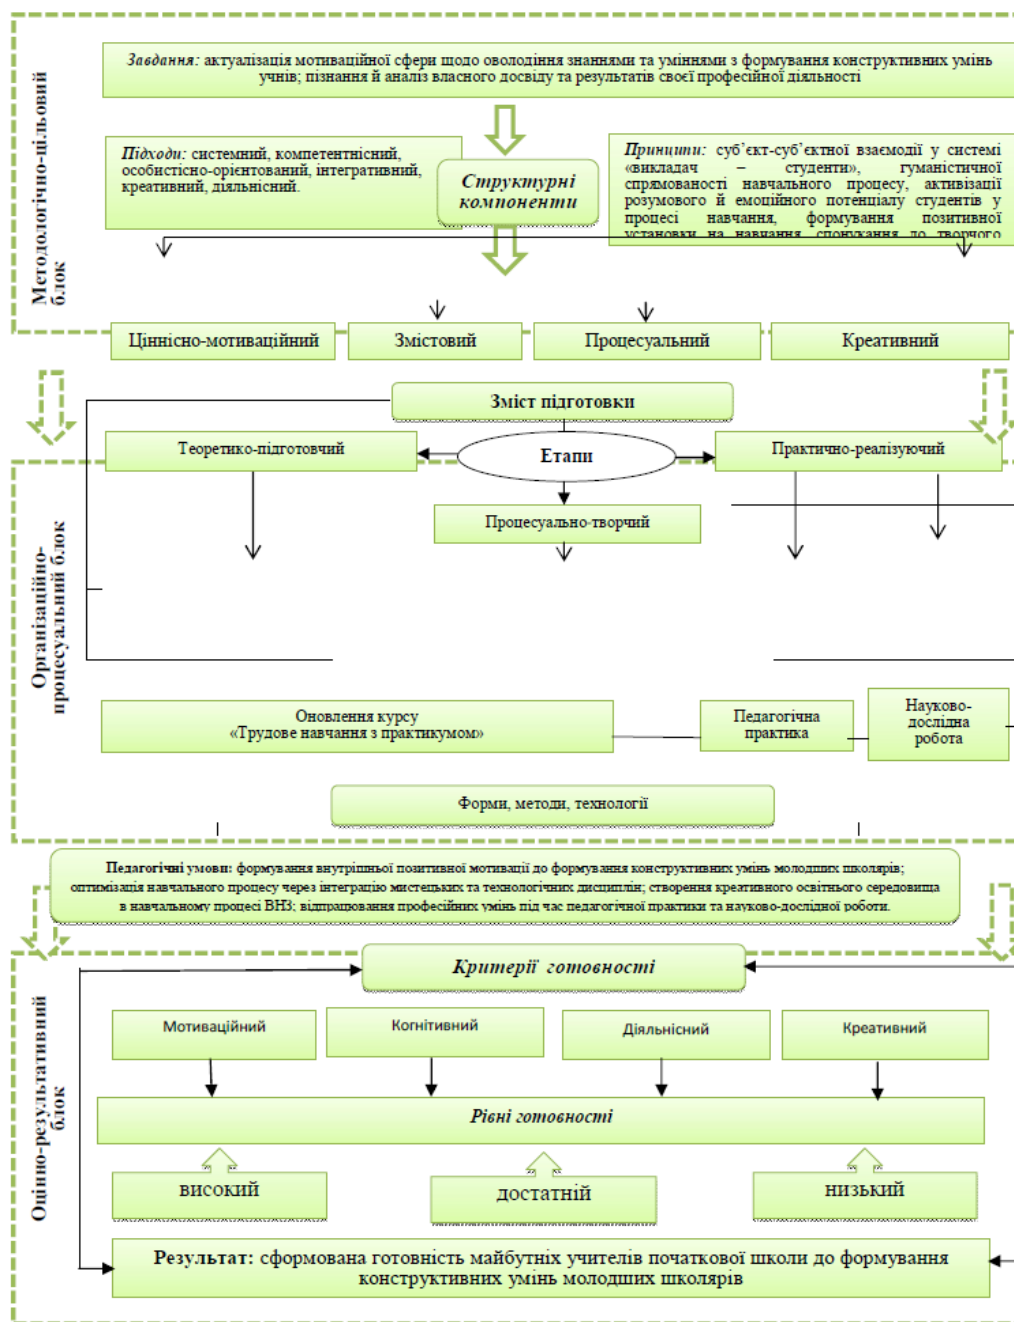 Методологічно-цільовий
блок
Завдання: актуалізація мотиваційної сфери щодо оволодіння знаннями та уміннями з формування конструктивних умінь
учнів; пізнання й аналіз власного досвіду та результатів своєї професійної діяльності
Підходи: системний, компетентнісний,
особистісно-орієнтований, інтегративний,
креативний, діяльнісний.
Структурні
компоненти
Принципи: суб’єкт-суб’єктної взаємодії у системі
«викладач – студенти», гуманістичної
спрямованості навчального процесу, активізації
розумового й емоційного потенціалу студентів у
процесі навчання, формування позитивної
установки на навчання, спонукання до творчого
Ціннісно-мотиваційний
Змістовий
Процесуальний
Креативний
Організаційно-
процесуальний блок
Зміст підготовки
Теоретико-підготовчий
Етапи
Практично-реалізуючий
Процесуально-творчий
Оновлення курсу
«Трудове навчання з практикумом»
Педагогічна
практика
Науково-
дослідна
робота
Форми, методи, технології
Педагогічні умови: формування внутрішньої позитивної мотивації до формування конструктивних умінь молодших школярів;
оптимізація навчального процесу через інтеграцію мистецьких та технологічних дисциплін; створення креативного освітнього середовища
в навчальному процесі ВНЗ; відпрацювання професійних умінь під час педагогічної практики та науково-дослідної роботи.
Оцінно-результативний
блок
Критерії готовності
Мотиваційний
Когнітивний
Діяльнісний
Креативний
Рівні готовності
високий
достатній
низький
Результат: сформована готовність майбутніх учителів початкової школи до формування
конструктивних умінь молодших школярів